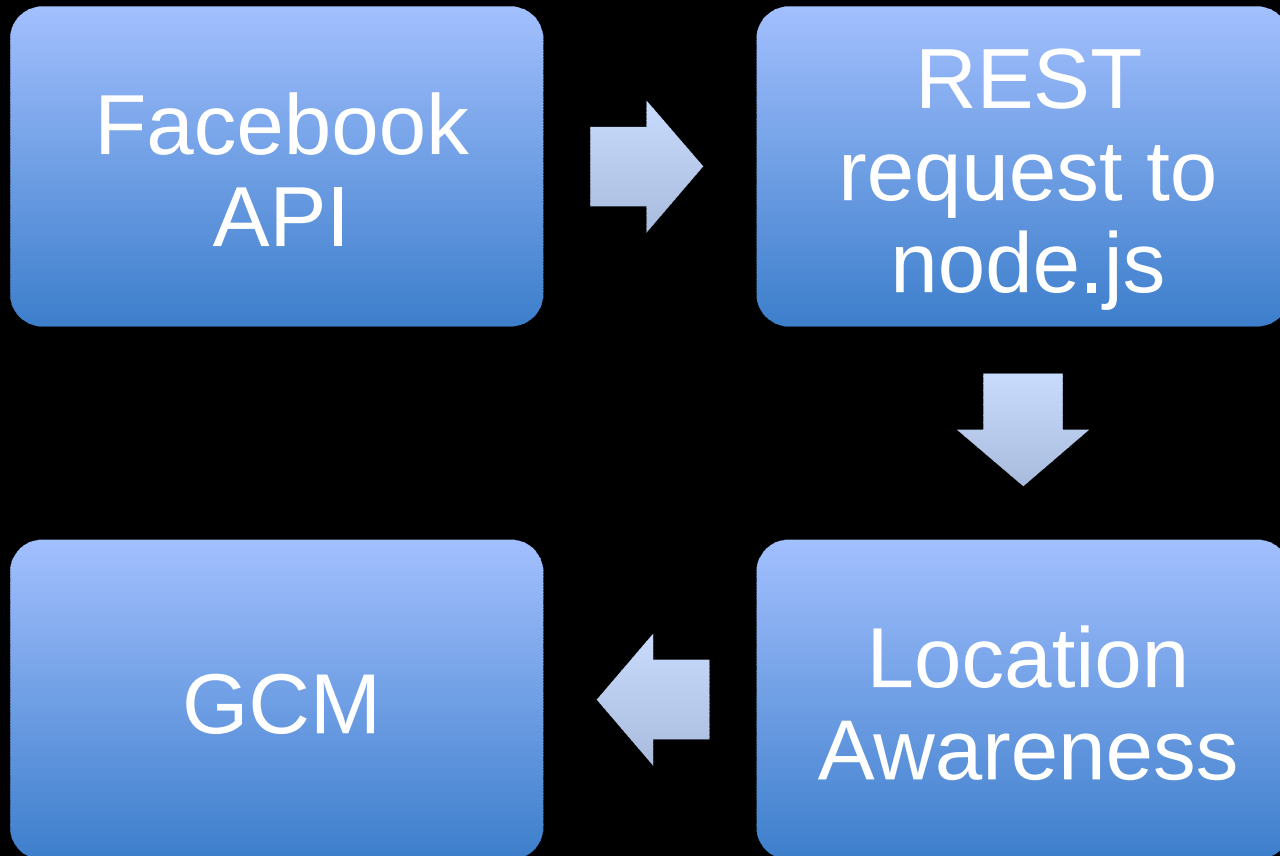 Facebook
API
REST
request to
node.js
Location
Awareness
GCM